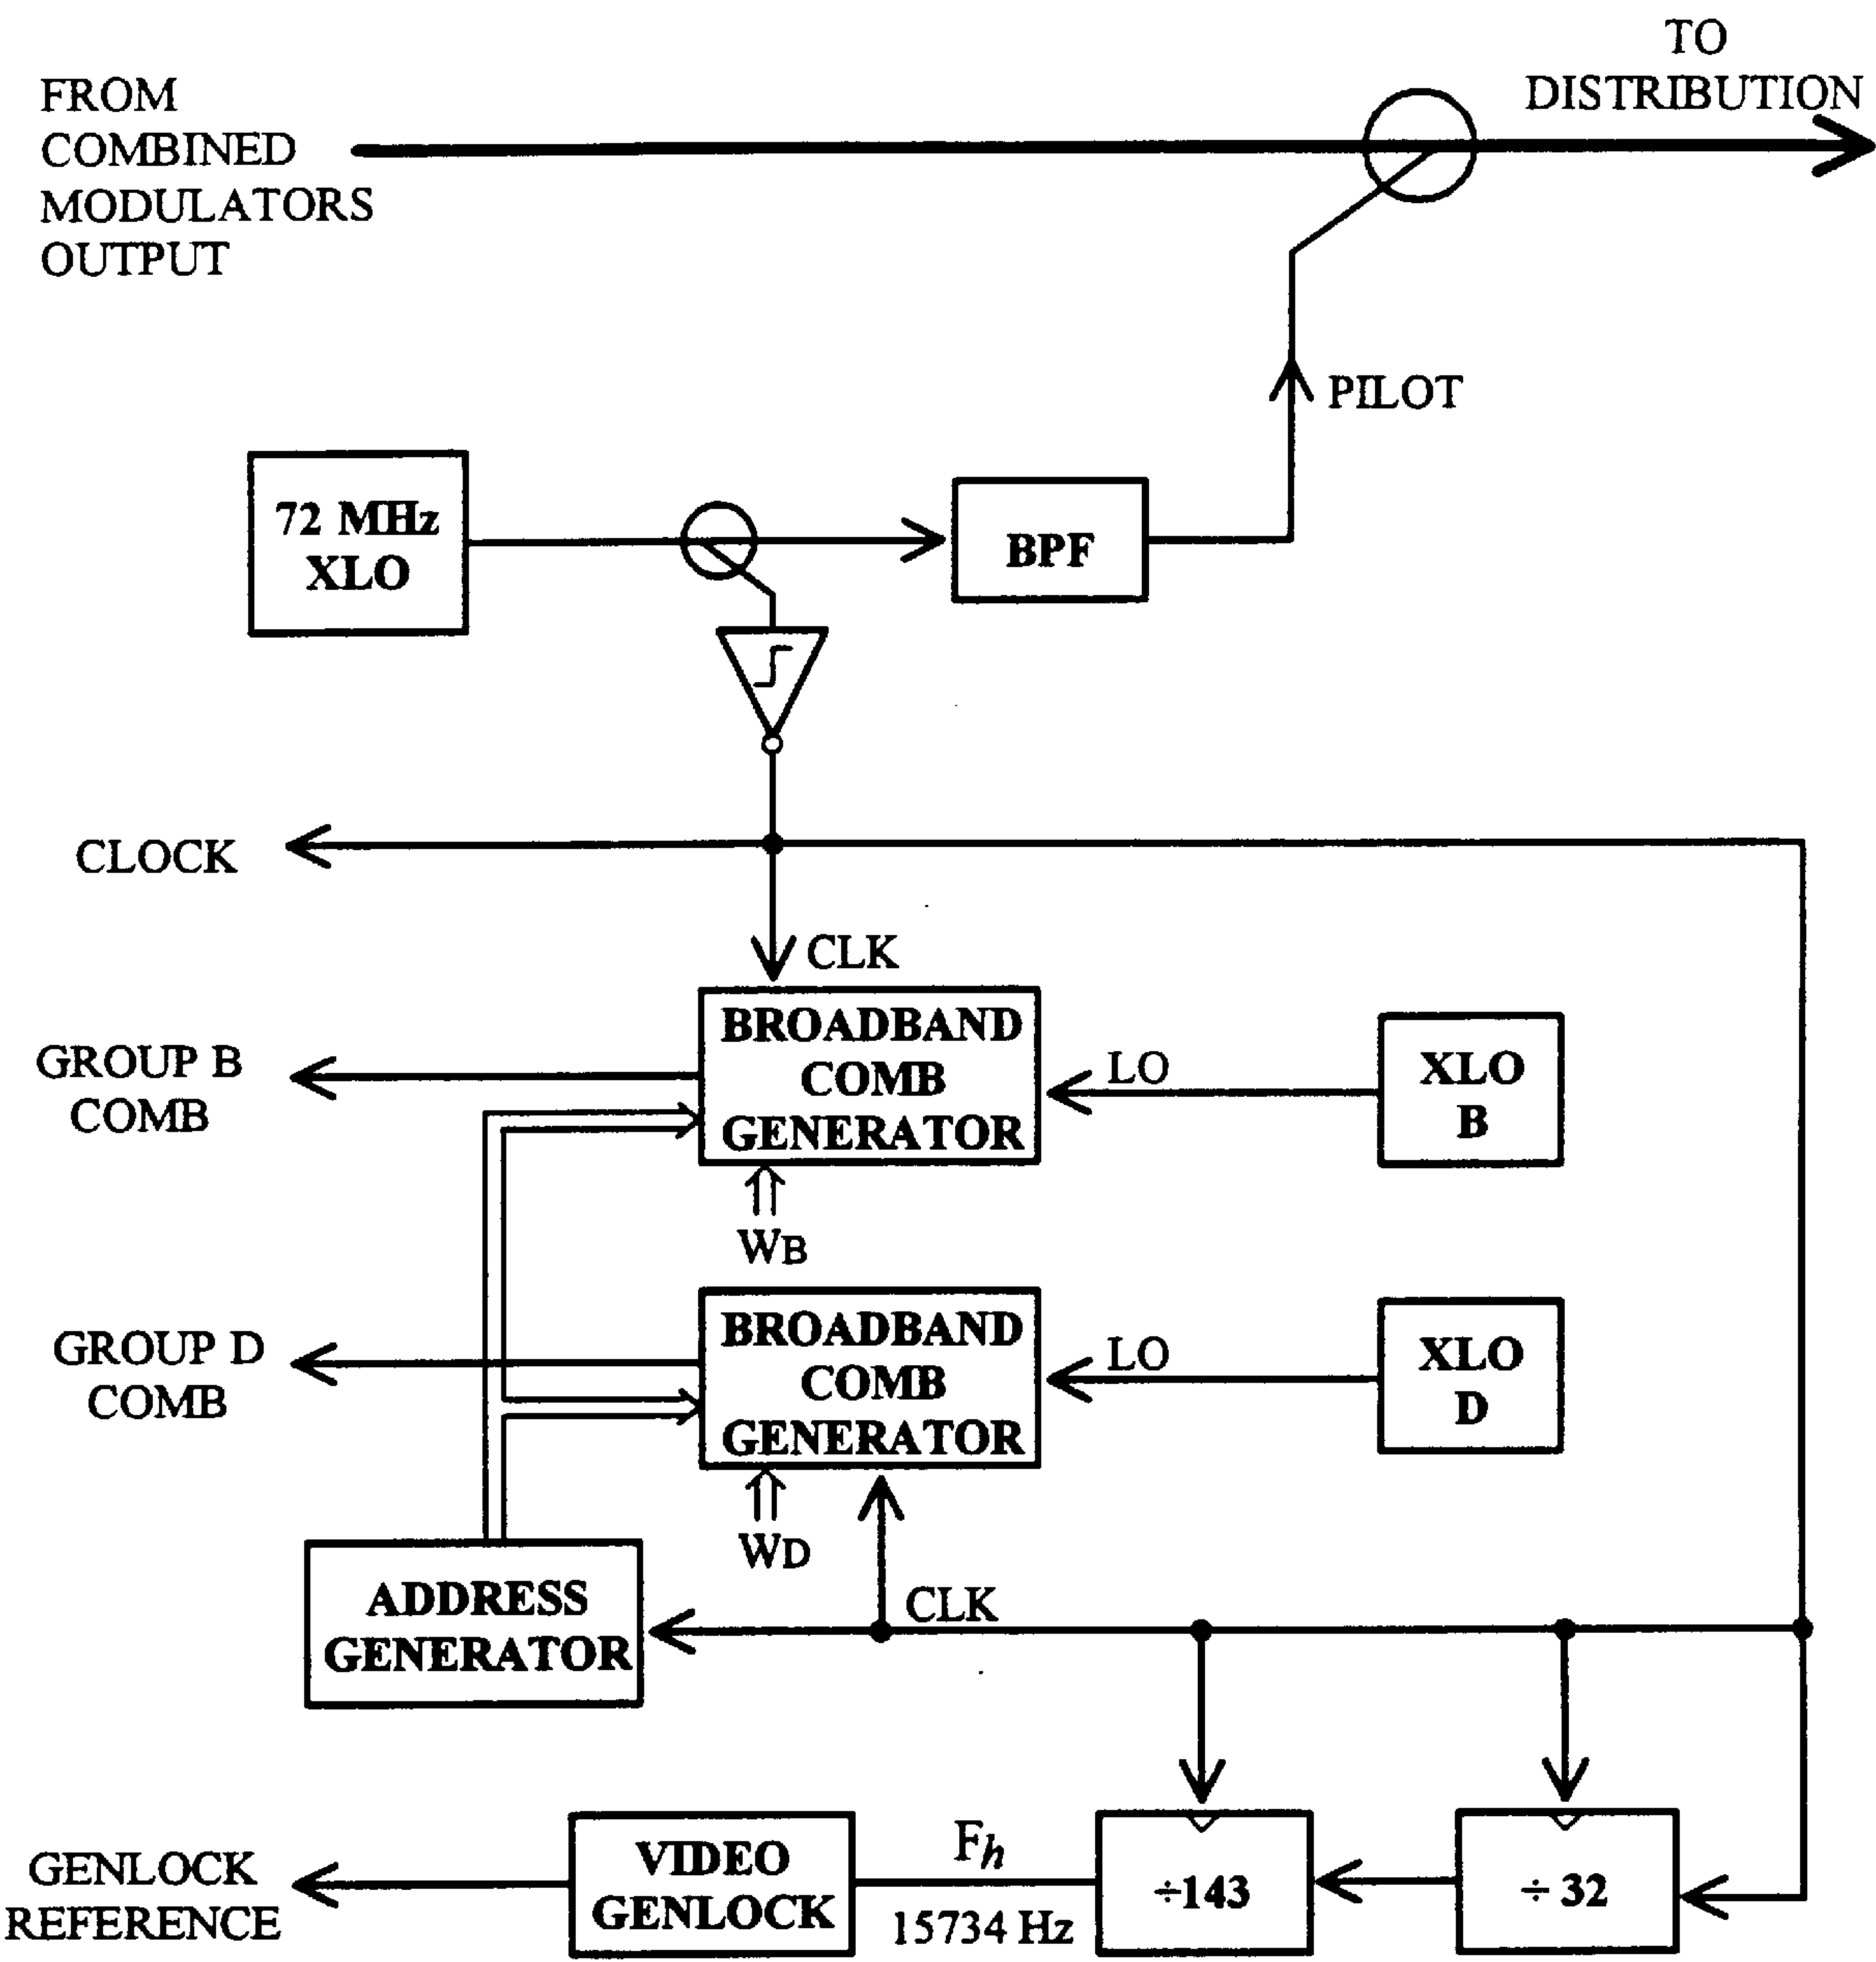 TO
DISTRIBUTION
FROM
COMBINED
MODULATORS
OUTPUT
PILOT
72 MHz
XLO
BPF
CLOCK
CLK
BROADBAND
COMB
GENERATOR
GROUP B
COMB
LO
XLO
B
WB
BROADBAND
COMB
GENERATOR
GROUP D
COMB
LO
XLO
D
WD
ADDRESS
GENERATOR
CLK
GENLOCK
REFERENCE
VIDEO
GENLOCK
Fh
15734 Hz
÷143
÷ 32